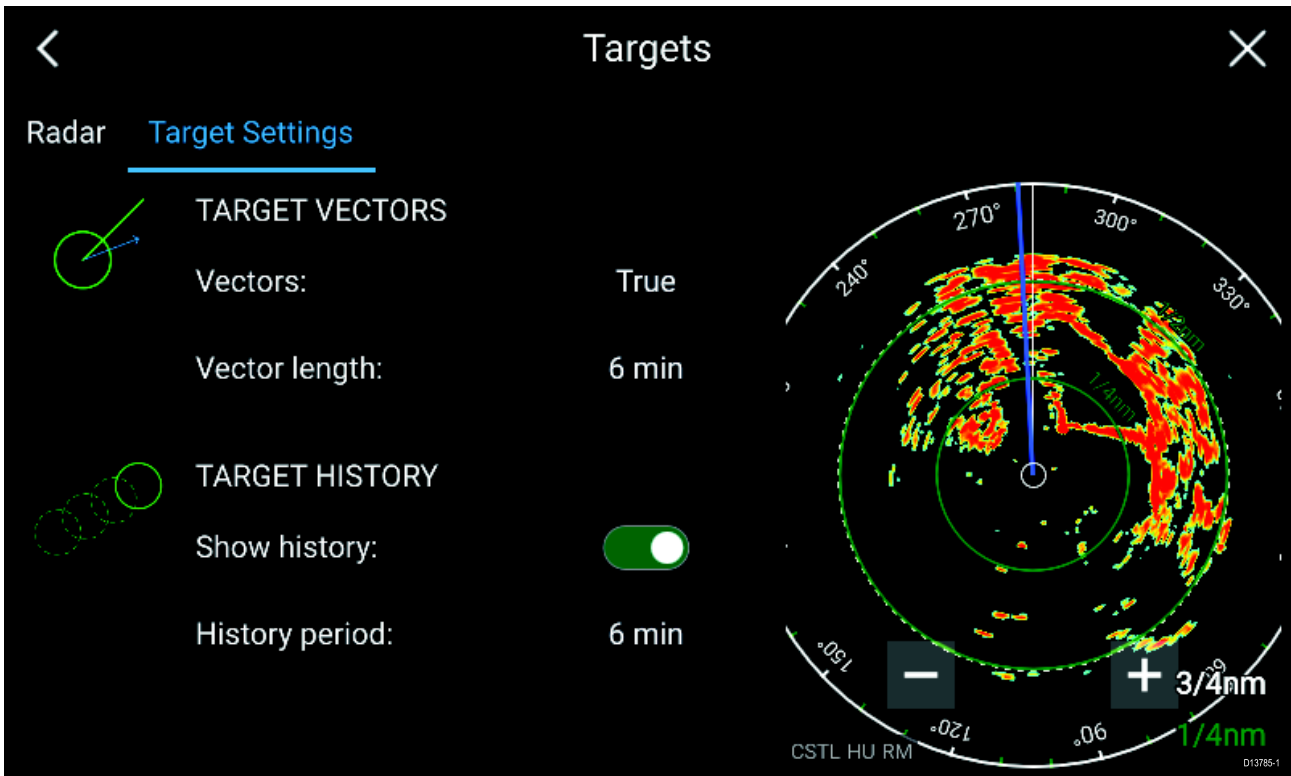 Targets
Radar
Target Settings
TARGET VECTORS
Vectors:
True
Vector length:
6 min
TARGET HISTORY
Show history:
History period:
6 min
270°
300°
240°
330°
1/2nm
1/4nm
150°
120°
90°
3/4nm
1/4nm
CSTL HU RM
D13785-1